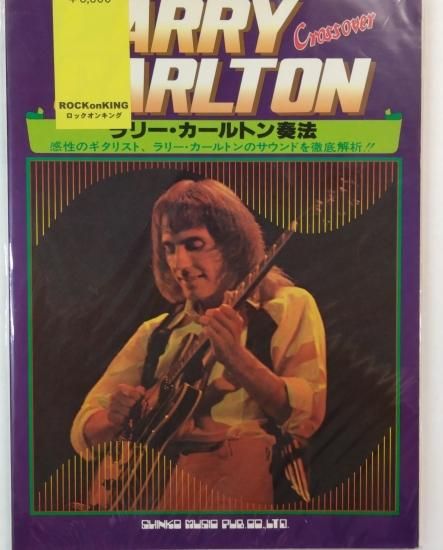 ARRY
Crossover
ARLTON
ROCKonKING
ロックオンキング
ラリー・カールトン奏法
感性のギタリスト、ラリー・カールトンのサウンドを徹底解析!!
SHINKO MUSIC PUB.CO.,LTD.